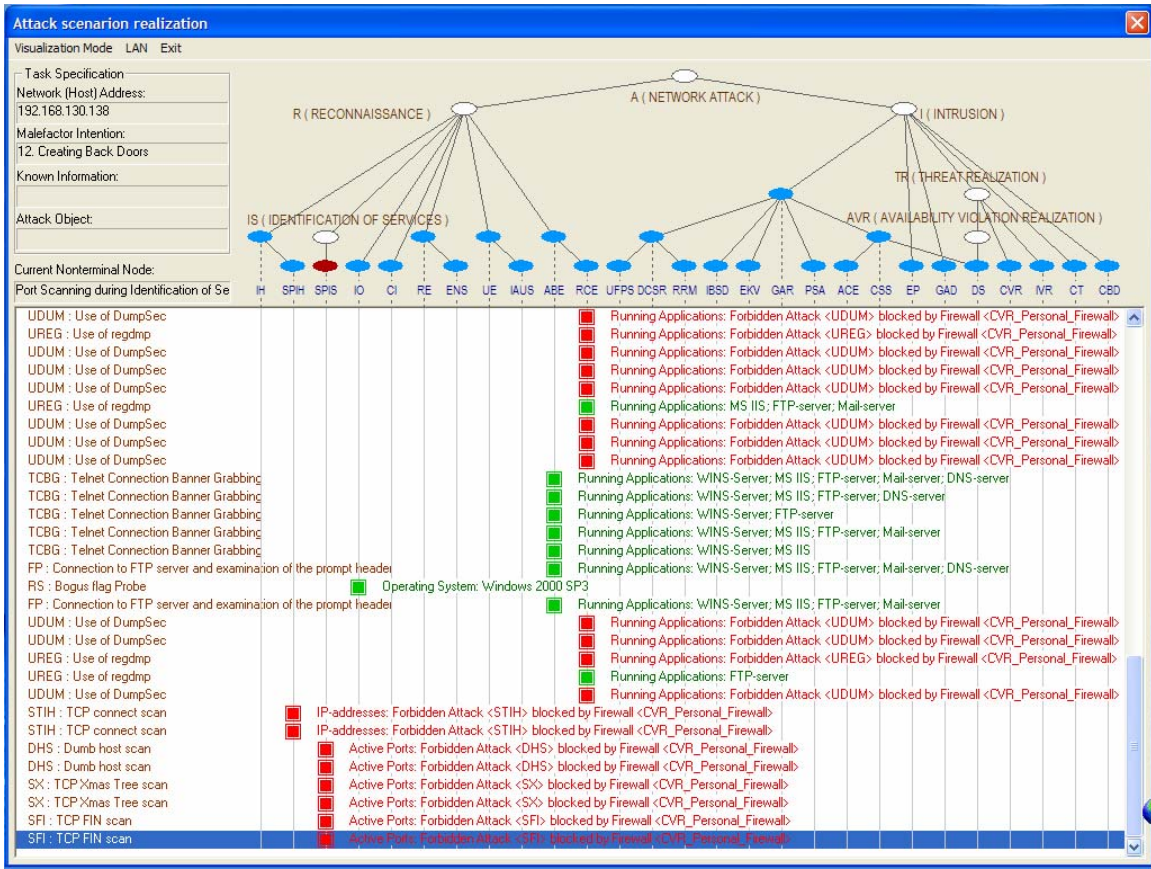 Attack scenarion realization
Visualization Mode LAN Exit
Task Specification
Network (Host) Address:
192.168.130.138
Malefactor Intention:
12. Creating Back Doors
Known Information:
Attack Object:
Current Nonterminal Node:
Port Scanning during Identification of Se
A ( NETWORK ATTACK )
R ( RECONNAISSANCE )
I ( INTRUSION )
TR ( THREAT REALIZATION )
IS ( IDENTIFICATION OF SERVICES )
AVR ( AVAILABILITY VIOLATION REALIZATION )
IH SPIH SPIS IO CI RE ENS UE IAUS ABE RCE UFPS DCSR RRM IBSD EKV GAR PSA ACE CSS EP GAD DS CVR IVR CT CBD
UDUM : Use of DumpSec Running Applications: Forbidden Attack <UDUM> blocked by Firewall <CVR_Personal_Firewall>
UREG : Use of regdmp Running Applications: Forbidden Attack <UREG> blocked by Firewall <CVR_Personal_Firewall>
UDUM : Use of DumpSec Running Applications: Forbidden Attack <UDUM> blocked by Firewall <CVR_Personal_Firewall>
UDUM : Use of DumpSec Running Applications: Forbidden Attack <UDUM> blocked by Firewall <CVR_Personal_Firewall>
UDUM : Use of DumpSec Running Applications: Forbidden Attack <UDUM> blocked by Firewall <CVR_Personal_Firewall>
UREG : Use of regdmp Running Applications: MS IIS; FTP-server; Mail-server
UDUM : Use of DumpSec Running Applications: Forbidden Attack <UDUM> blocked by Firewall <CVR_Personal_Firewall>
UDUM : Use of DumpSec Running Applications: Forbidden Attack <UDUM> blocked by Firewall <CVR_Personal_Firewall>
UDUM : Use of DumpSec Running Applications: Forbidden Attack <UDUM> blocked by Firewall <CVR_Personal_Firewall>
TCBG : Telnet Connection Banner Grabbing Running Applications: WINS-Server; MS IIS; FTP-server; Mail-server; DNS-server
TCBG : Telnet Connection Banner Grabbing Running Applications: WINS-Server; MS IIS; FTP-server; DNS-server
TCBG : Telnet Connection Banner Grabbing Running Applications: WINS-Server; FTP-server
TCBG : Telnet Connection Banner Grabbing Running Applications: WINS-Server; MS IIS; FTP-server; Mail-server
TCBG : Telnet Connection Banner Grabbing Running Applications: WINS-Server; MS IIS
FP : Connection to FTP server and examination of the prompt header Running Applications: WINS-Server; MS IIS; FTP-server; Mail-server; DNS-server
RS : Bogus flag Probe Operating System: Windows 2000 SP3
FP : Connection to FTP server and examination of the prompt header Running Applications: WINS-Server; MS IIS; FTP-server; Mail-server
UDUM : Use of DumpSec Running Applications: Forbidden Attack <UDUM> blocked by Firewall <CVR_Personal_Firewall>
UDUM : Use of DumpSec Running Applications: Forbidden Attack <UDUM> blocked by Firewall <CVR_Personal_Firewall>
UREG : Use of regdmp Running Applications: Forbidden Attack <UREG> blocked by Firewall <CVR_Personal_Firewall>
UREG : Use of regdmp Running Applications: FTP-server
UDUM : Use of DumpSec Running Applications: Forbidden Attack <UDUM> blocked by Firewall <CVR_Personal_Firewall>
STIH : TCP connect scan IP-addresses: Forbidden Attack <STIH> blocked by Firewall <CVR_Personal_Firewall>
STIH : TCP connect scan IP-addresses: Forbidden Attack <STIH> blocked by Firewall <CVR_Personal_Firewall>
DHS : Dumb host scan Active Ports: Forbidden Attack <DHS> blocked by Firewall <CVR_Personal_Firewall>
DHS : Dumb host scan Active Ports: Forbidden Attack <DHS> blocked by Firewall <CVR_Personal_Firewall>
SX : TCP Xmas Tree scan Active Ports: Forbidden Attack <SX> blocked by Firewall <CVR_Personal_Firewall>
SX : TCP Xmas Tree scan Active Ports: Forbidden Attack <SX> blocked by Firewall <CVR_Personal_Firewall>
SFI : TCP FIN scan Active Ports: Forbidden Attack <SFI> blocked by Firewall <CVR_Personal_Firewall>
SFI : TCP FIN scan Active Ports: Forbidden Attack <SFI> blocked by Firewall <CVR_Personal_Firewall>